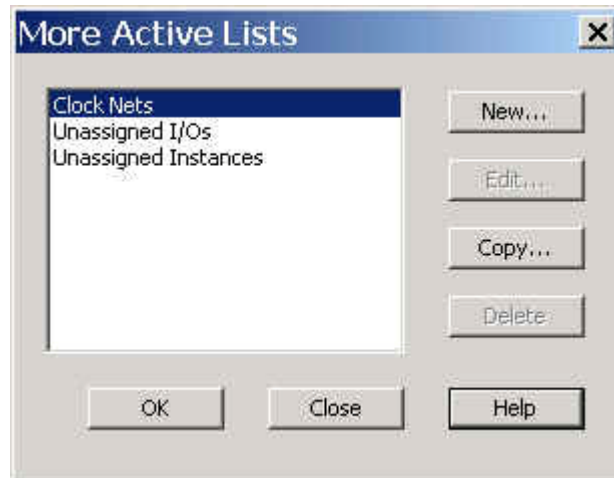 More Active Lists
Clock Nets
Unassigned I/Os
Unassigned Instances
New...
Edit...
Copy...
Delete
OK
Close
Help